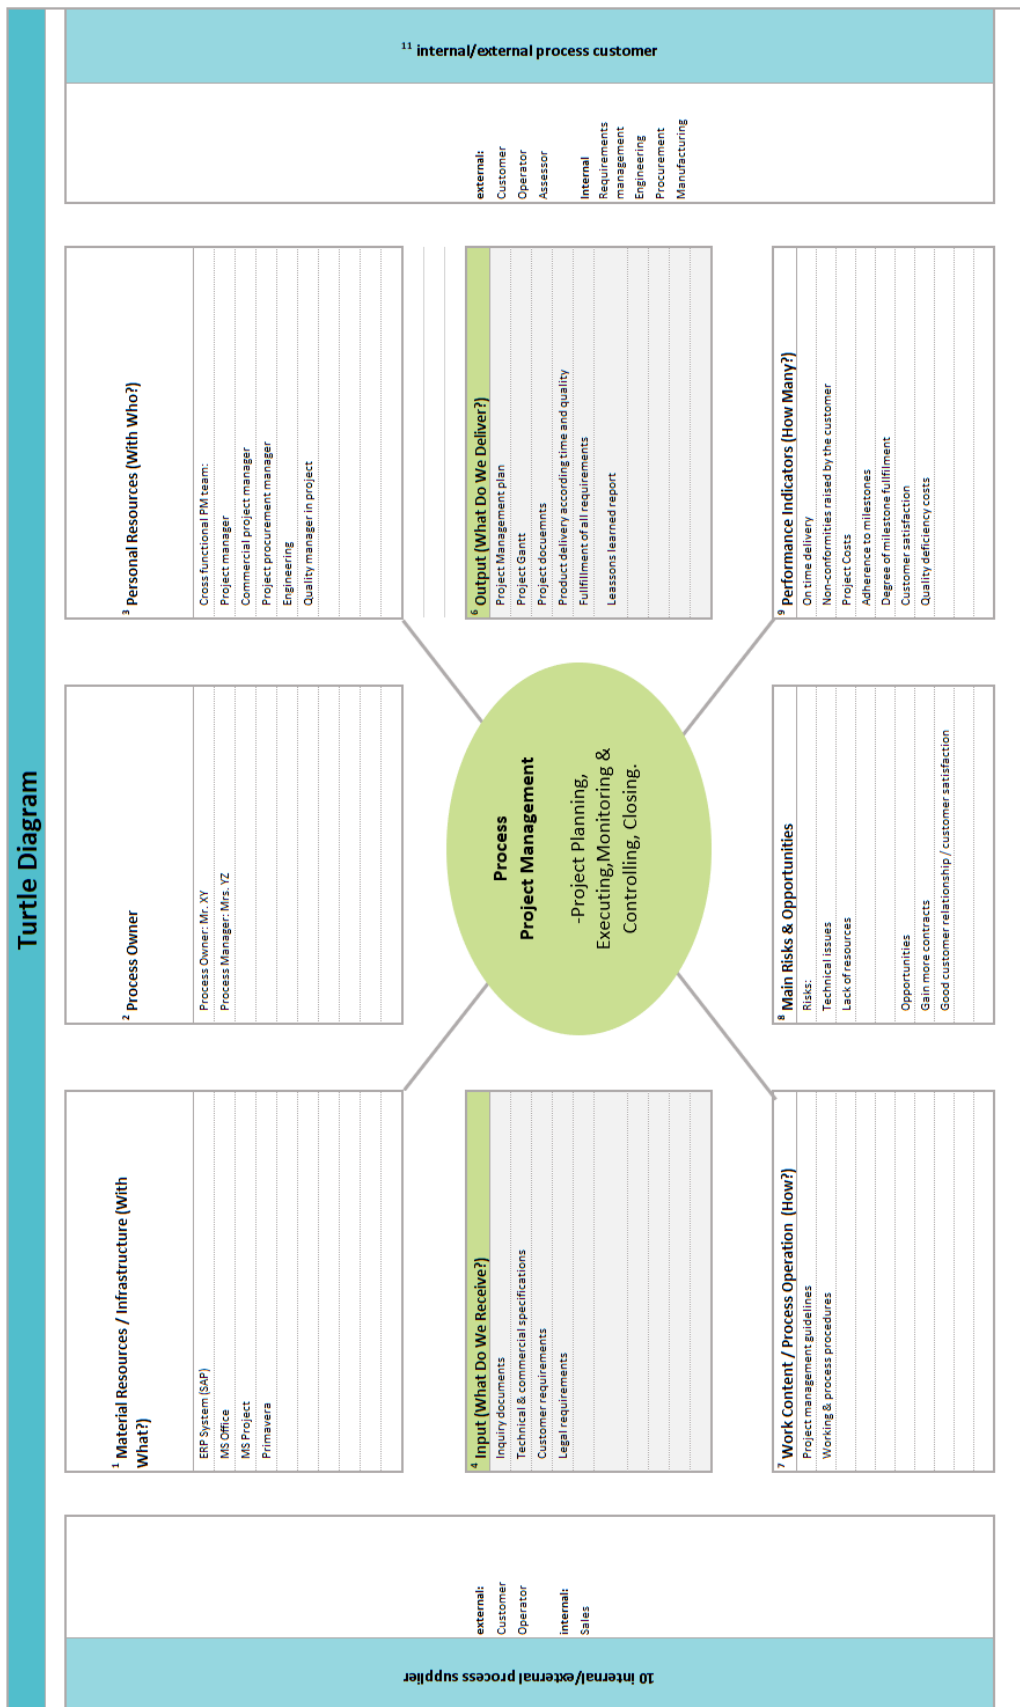 Turtle Diagram
10 internal/external process supplier
external:
Customer
Operator
internal:
Sales
1 Material Resources / Infrastructure (With
What?)
ERP System (SAP)
MS Office
MS Project
Primavera
2 Process Owner
Process Owner: Mr. XY
Process Manager: Mrs. YZ
3 Personal Resources (With Who?)
Cross functional PM team:
Project manager
Commercial project manager
Project procurement manager
Engineering
Quality manager in project
4 Input (What Do We Receive?)
Inquiry documents
Technical & commercial specifications
Customer requirements
Legal requirements
Process
Project Management
-Project Planning,
Executing,Monitoring &
Controlling, Closing.
6 Output (What Do We Deliver?)
Project Management plan
Project Gantt
Project docuemnts
Product delivery according time and quality
Fullfillment of all requirements
Leassons learned report
7 Work Content / Process Operation (How?)
Project management guidelines
Working & process procedures
8 Main Risks & Opportunities
Risks:
Technical issues
Lack of resources
Opportunities
Gain more contracts
Good customer relationship / customer satisfaction
9 Performance Indicators (How Many?)
On time delivery
Non-conformities raised by the customer
Project Costs
Adherence to milestones
Degree of milestone fullfilment
Customer satisfaction
Quality deficiency costs
11 internal/external process customer
external:
Customer
Operator
Assessor
Internal
Requirements
management
Engineering
Procurement
Manufacturing